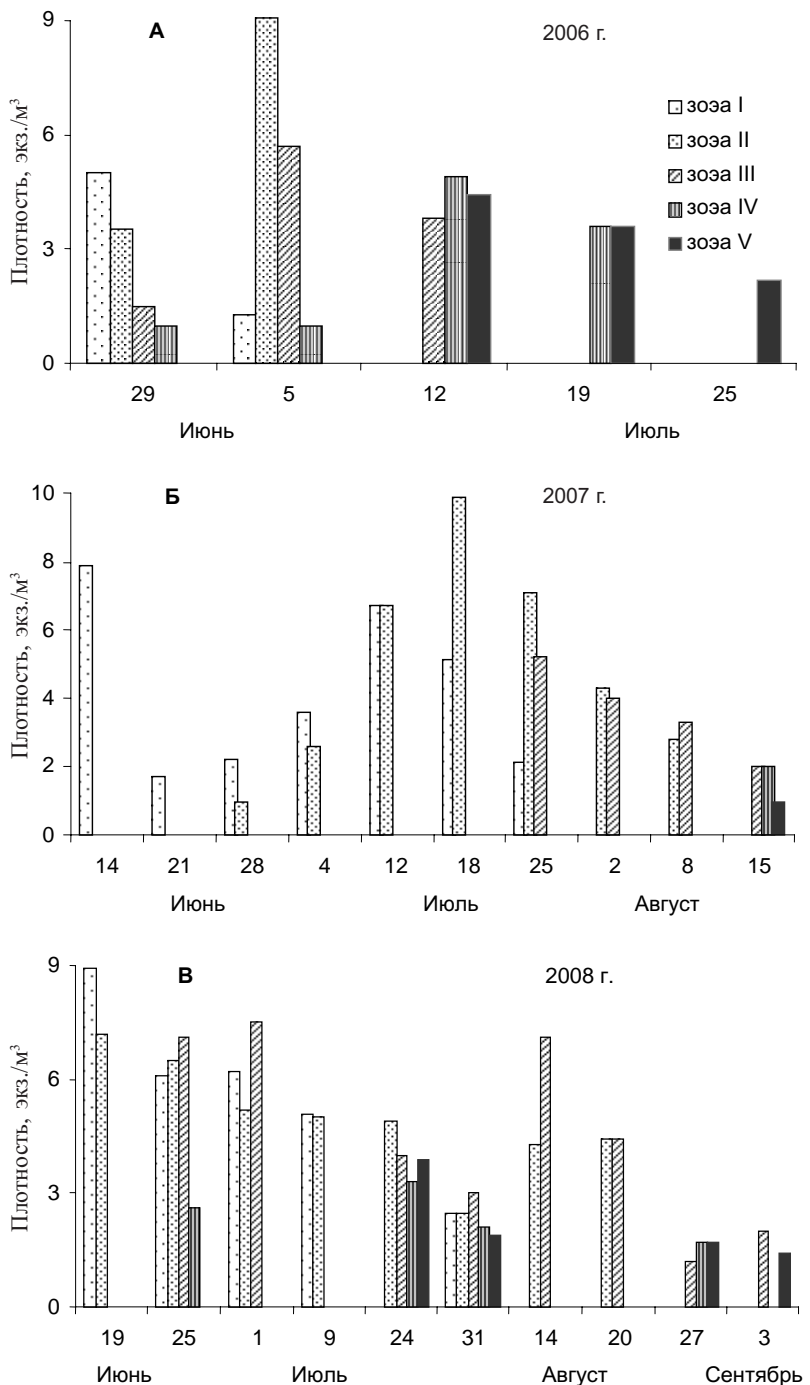 9
А
2006 г.
Плотность, экз./м³
6
3
0
зоэа I
зоэа II
зоэа III
зоэа IV
зоэа V
29 5 12 19 25
Июнь Июль
10
Б
2007 г.
Плотность, экз./м³
8
6
4
2
0
14 21 28 4 12 18 25 2 8 15
Июнь Июль Август
9
В
2008 г.
Плотность, экз./м³
6
3
0
19 25 1 9 24 31 14 20 27 3
Июнь Июль Август Сентябрь